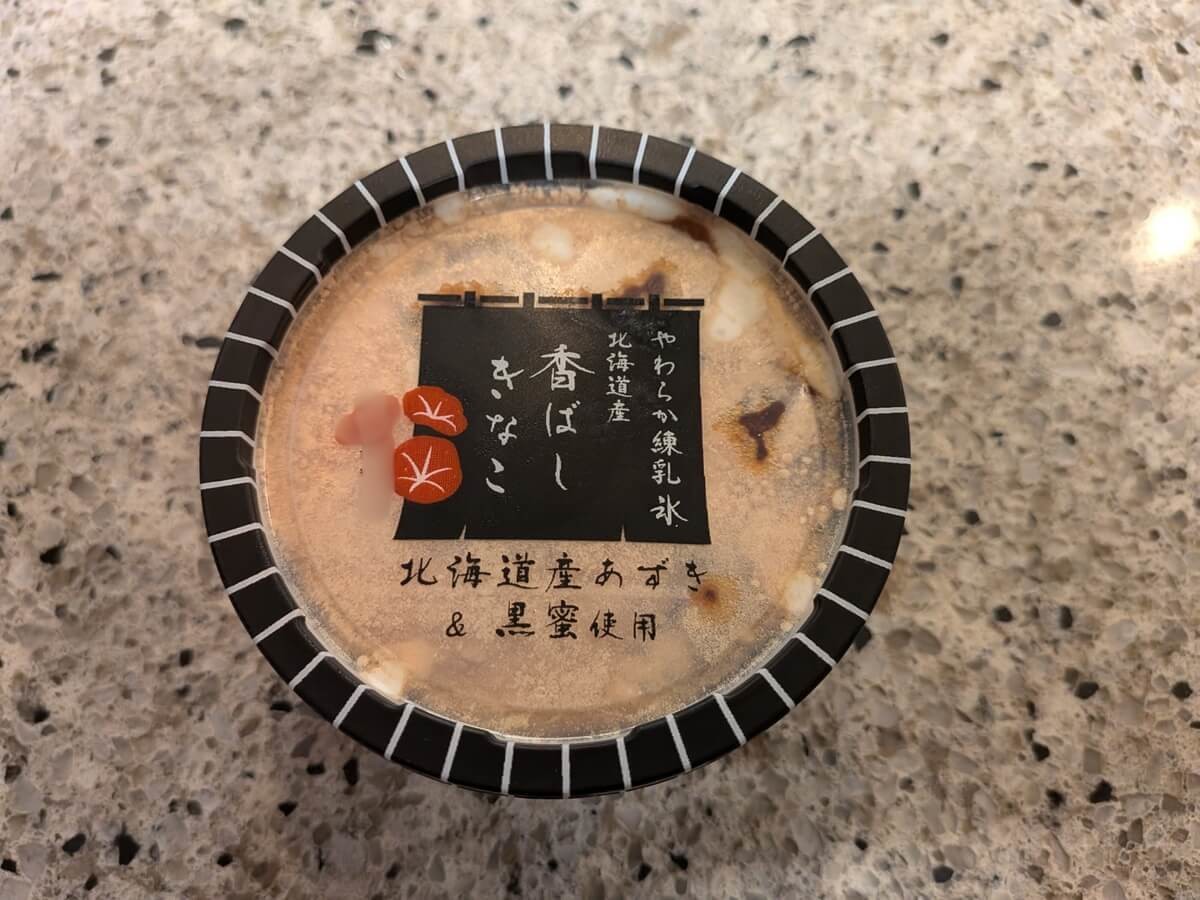 やわらか練乳氷
北海道産
香ばし
きなこ
北海道産あずき
& 黒蜜使用